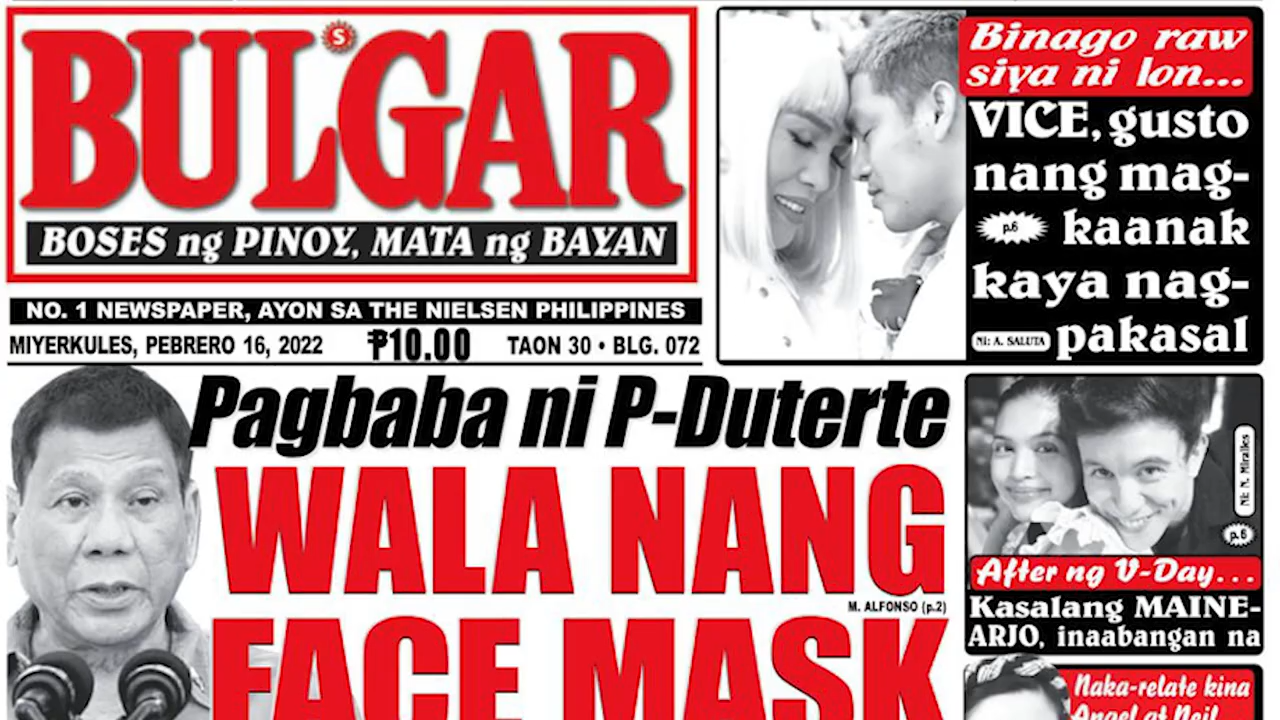 BULGAR
S
BOSES ng PINOY, MATA ng BAYAN
NO. 1 NEWSPAPER, AYON SA THE NIELSEN PHILIPPINES
MIYERKULES, PEBRERO 16, 2022 ₱10.00 TAON 30 • BLG. 072
Binago raw
siya ni Ion...
VICE, gusto
nang mag-
p.6 kaanak
kaya nag-
Ni: A. SALUTA pakasal
Pagbaba ni P-Duterte
WALA NANG
M. ALFONSO (p.2)
FACE MASK
Ni: N. Miralles
p.6
After ng V-Day...
Kasalang MAINE-
ARJO, inaabangan na
Naka-relate kina
Angel at Neil